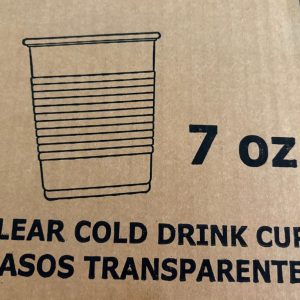 7 oz
LEAR COLD DRINK CUP
ASOS TRANSPARENTE